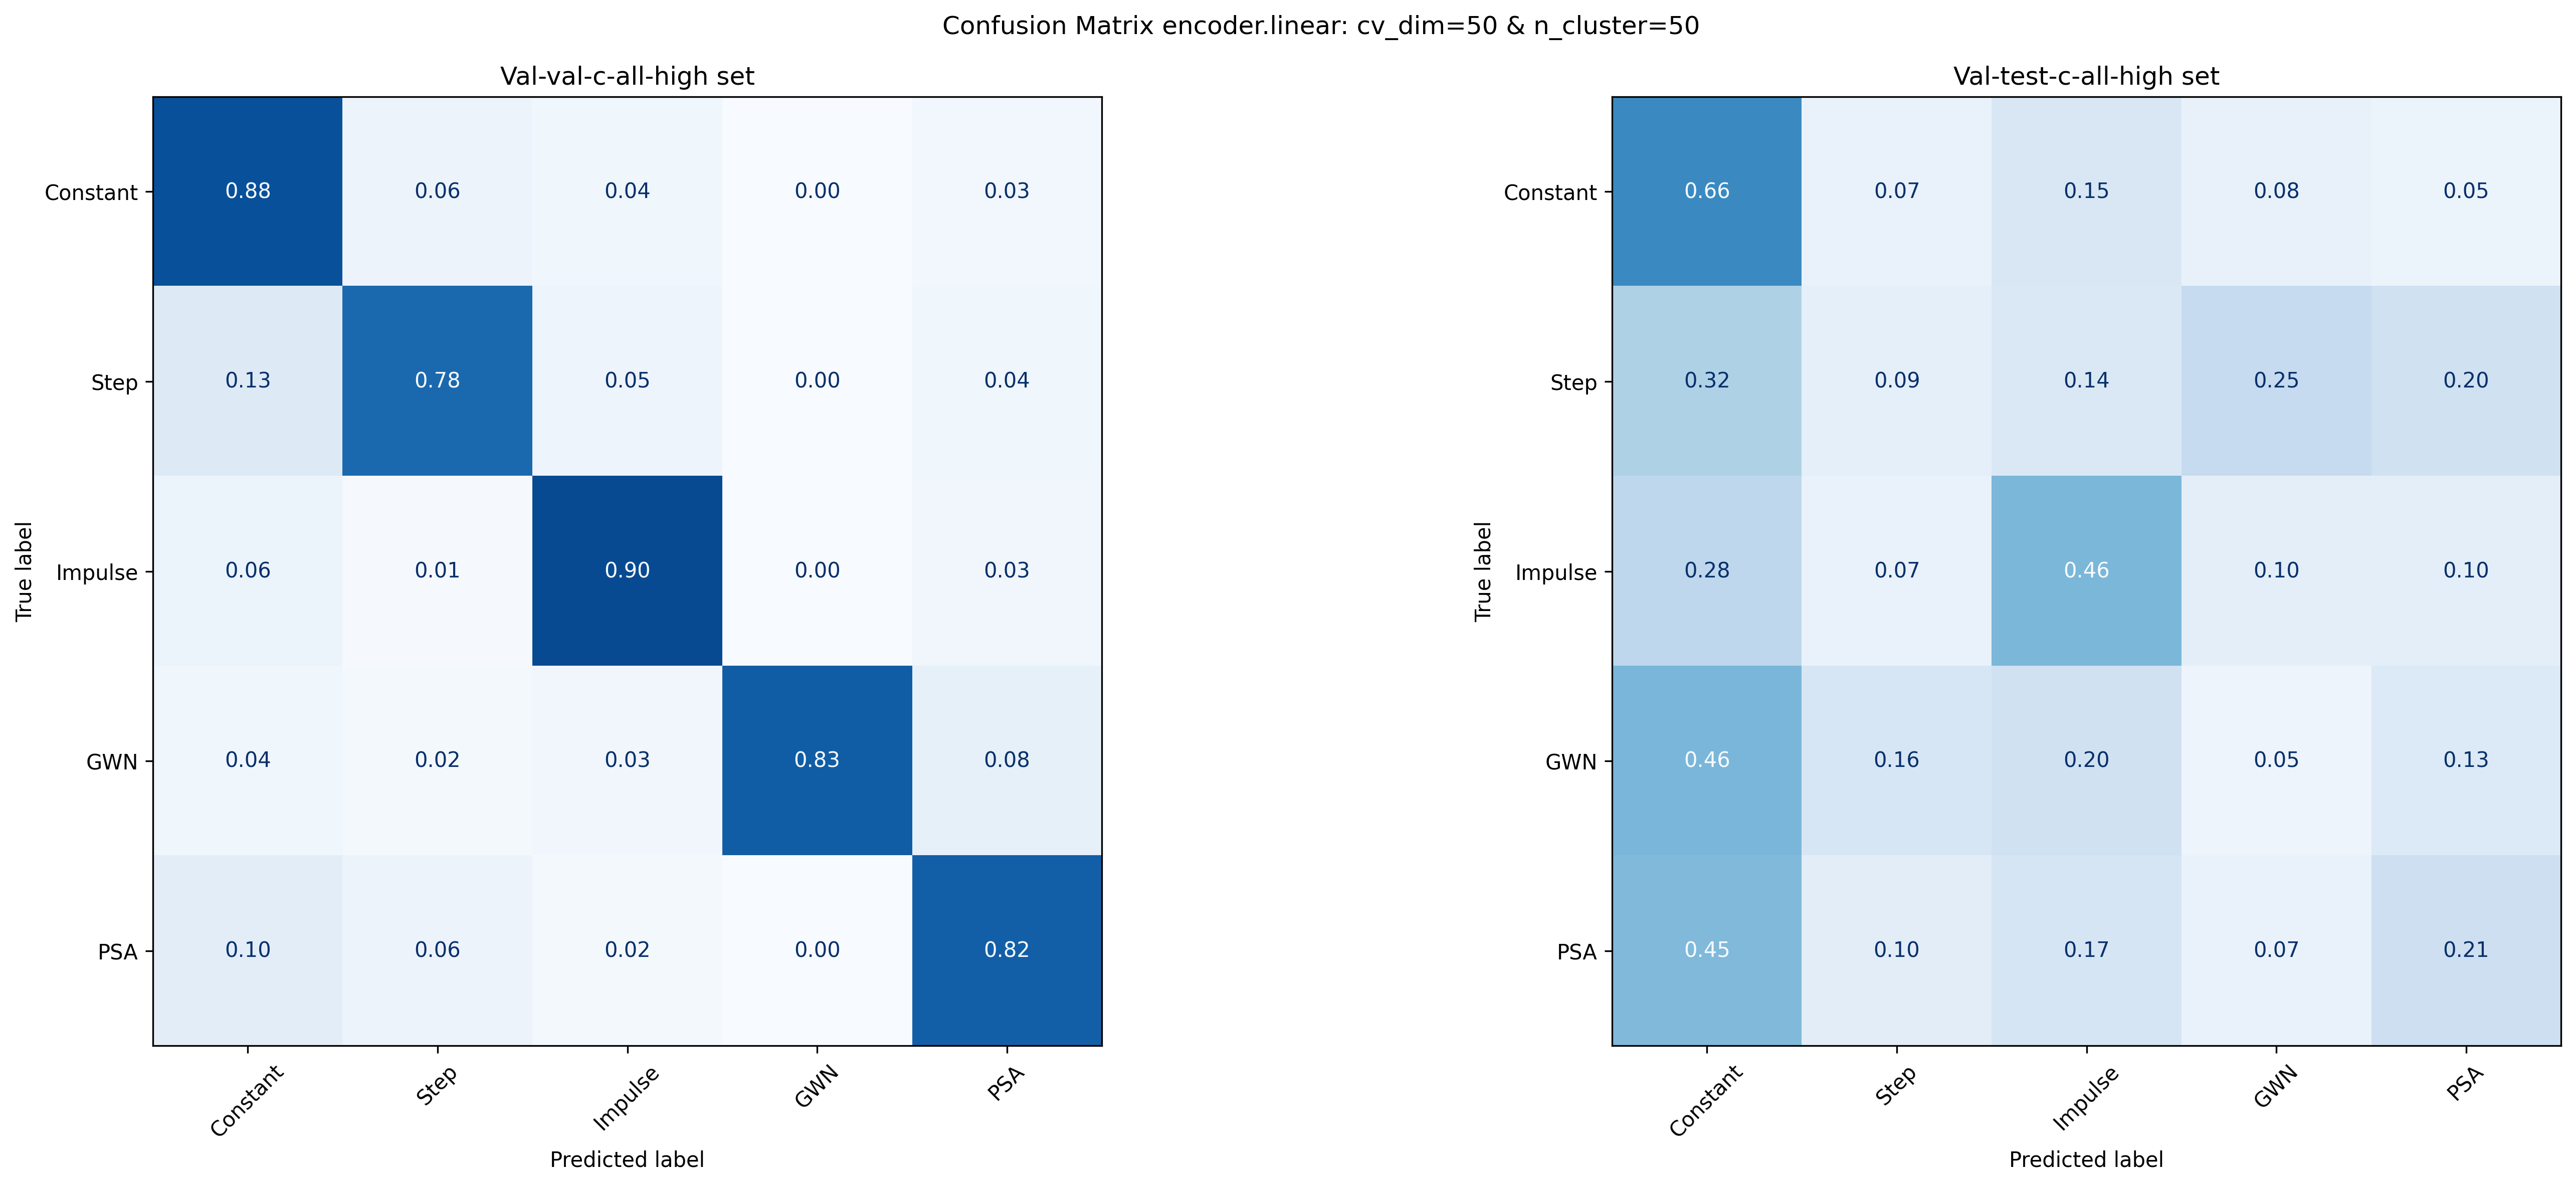 Confusion Matrix encoder.linear: cv_dim=50 & n_cluster=50
Val-val-c-all-high set
True label
Constant 0.88 0.06 0.04 0.00 0.03
Step 0.13 0.78 0.05 0.00 0.04
Impulse 0.06 0.01 0.90 0.00 0.03
GWN 0.04 0.02 0.03 0.83 0.08
PSA 0.10 0.06 0.02 0.00 0.82
Constant Step Impulse GWN PSA
Predicted label
Val-test-c-all-high set
True label
Constant 0.66 0.07 0.15 0.08 0.05
Step 0.32 0.09 0.14 0.25 0.20
Impulse 0.28 0.07 0.46 0.10 0.10
GWN 0.46 0.16 0.20 0.05 0.13
PSA 0.45 0.10 0.17 0.07 0.21
Constant Step Impulse GWN PSA
Predicted label